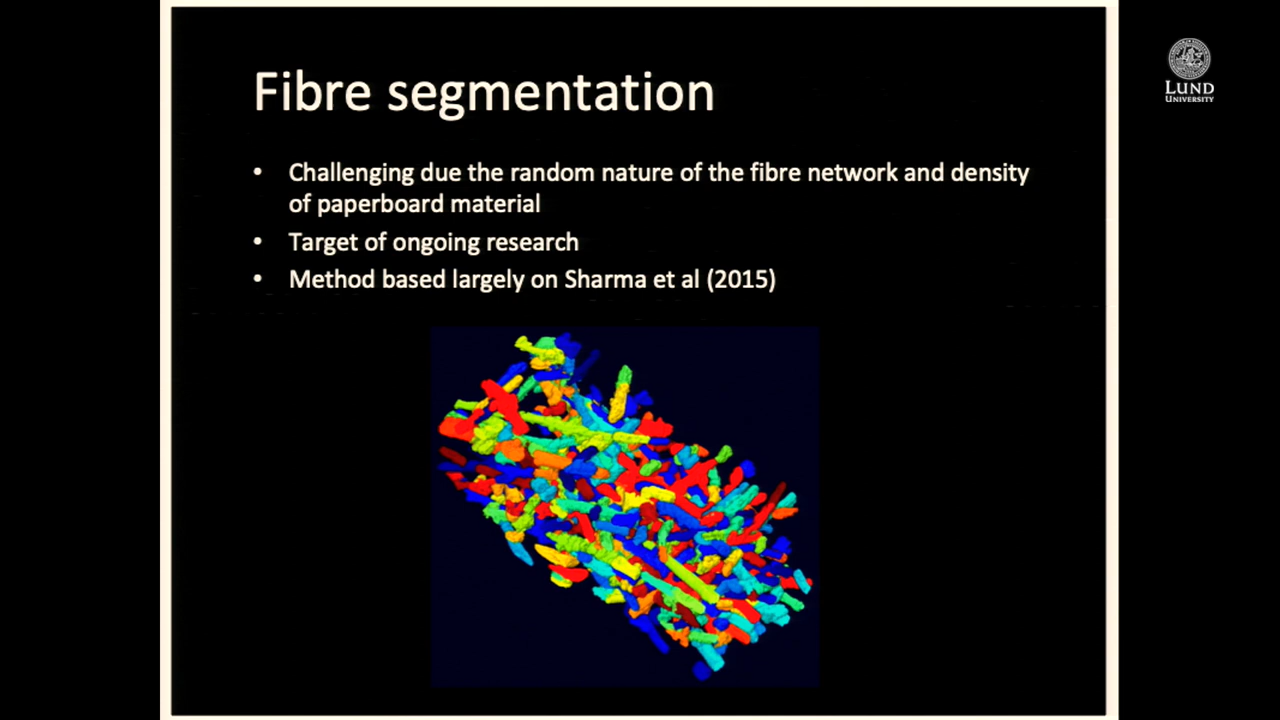 Fibre segmentation
• Challenging due the random nature of the fibre network and density
of paperboard material
• Target of ongoing research
• Method based largely on Sharma et al (2015)
LUND
UNIVERSITY